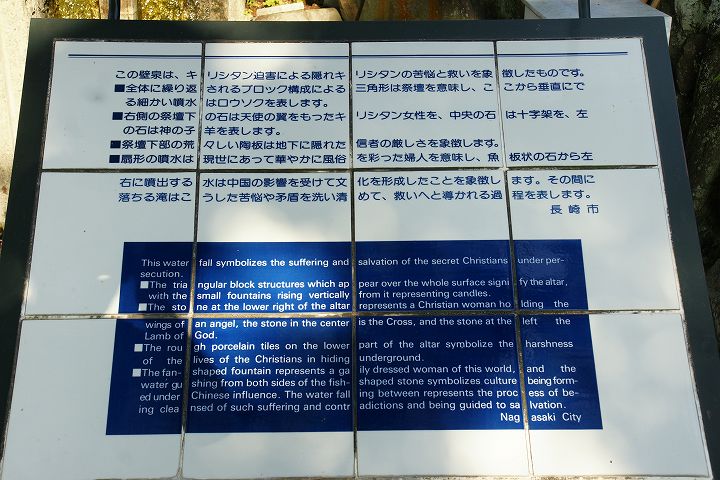 この壁泉は、キリシタン迫害による隠れキリシタンの苦悩と救いを象徴したものです。
■全体に繰り返されるブロック構成による三角形は祭壇を意味し、ここから垂直にで
る細かい噴水はロウソクを表します。
■右側の祭壇下の石は天使の翼をもったキリシタン女性を、中央の石は十字架を、左
の石は神の子羊を表します。
■祭壇下部の荒々しい陶板は地下に隠れた信者の厳しさを象徴します。
■扇形の噴水は現世にあって華やかに風俗を彩った婦人を意味し、魚板状の石から左
右に噴出する水は中国の影響を受けて文化を形成したことを象徴します。その間に
落ちる滝はこうした苦悩や矛盾を洗い清めて、救いへと導かれる過程を表します。
長崎市
This water fall symbolizes the suffering and salvation of the secret Christians under per-
secution.
■The triangular block structures which appear over the whole surface signify the altar,
with the small fountains rising vertically from it representing candles.
■The stone at the lower right of the altar represents a Christian woman holding the
wings of an angel, the stone in the center is the Cross, and the stone at the left the
Lamb of God.
■The rough porcelain tiles on the lower part of the altar symbolize the harshness
of the lives of the Christians in hiding underground.
■The fan-shaped fountain represents a gaily dressed woman of this world, and the
water gushing from both sides of the fish-shaped stone symbolizes culture being form-
ed under Chinese influence. The water falling between represents the process of be-
ing cleansed of such suffering and contradictions and being guided to salvation.
Nagasaki City